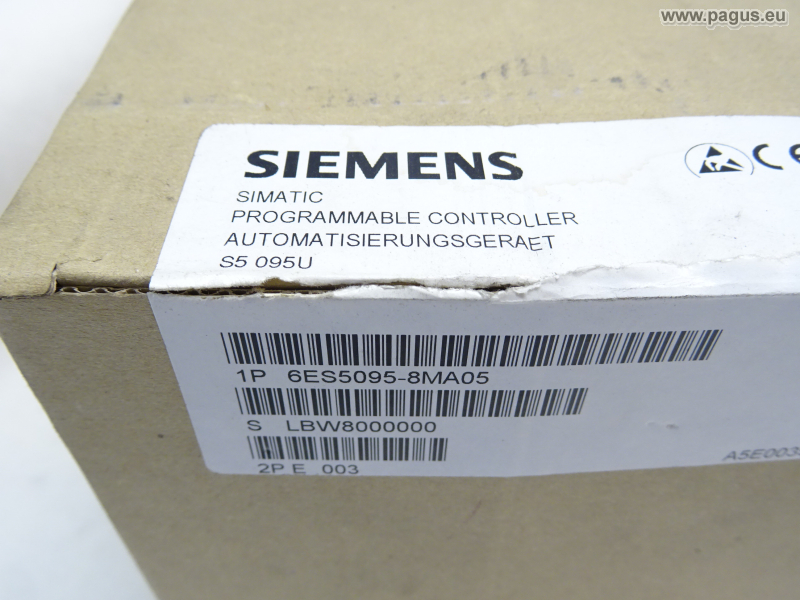 www.pagus.eu
SIEMENS
SIMATIC
PROGRAMMABLE CONTROLLER
AUTOMATISIERUNGSGERAET
S5 095U
1P 6ES5095-8MA05
S LBW8000000
2P E 003